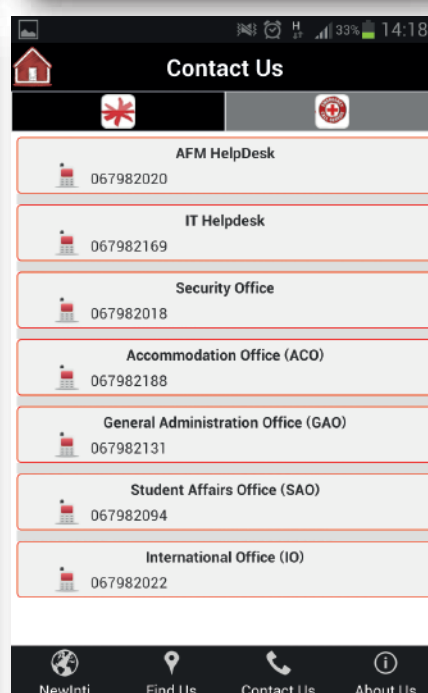 H 33% 14:18
Contact Us
AFM HelpDesk
067982020
IT Helpdesk
067982169
Security Office
067982018
Accommodation Office (ACO)
067982188
General Administration Office (GAO)
067982131
Student Affairs Office (SAO)
067982094
International Office (IO)
067982022
NewInti Find Us Contact Us About Us